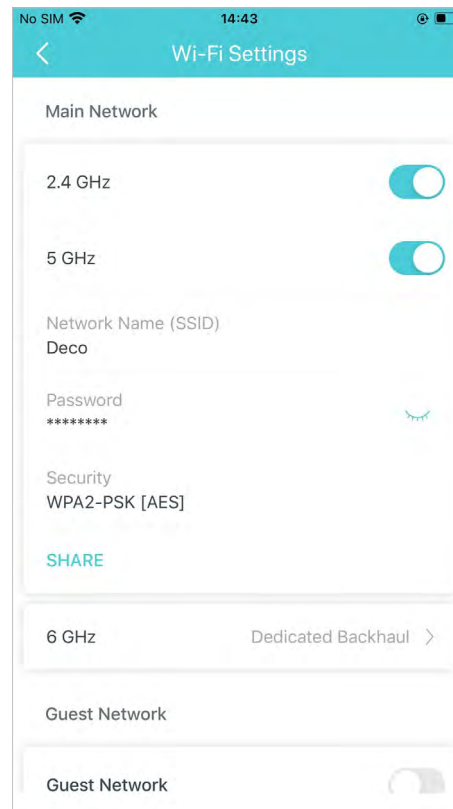 No SIM 14:43
Wi-Fi Settings
Main Network
2.4 GHz
5 GHz
Network Name (SSID)
Deco
Password
********
Security
WPA2-PSK [AES]
SHARE
6 GHz Dedicated Backhaul
Guest Network
Guest Network